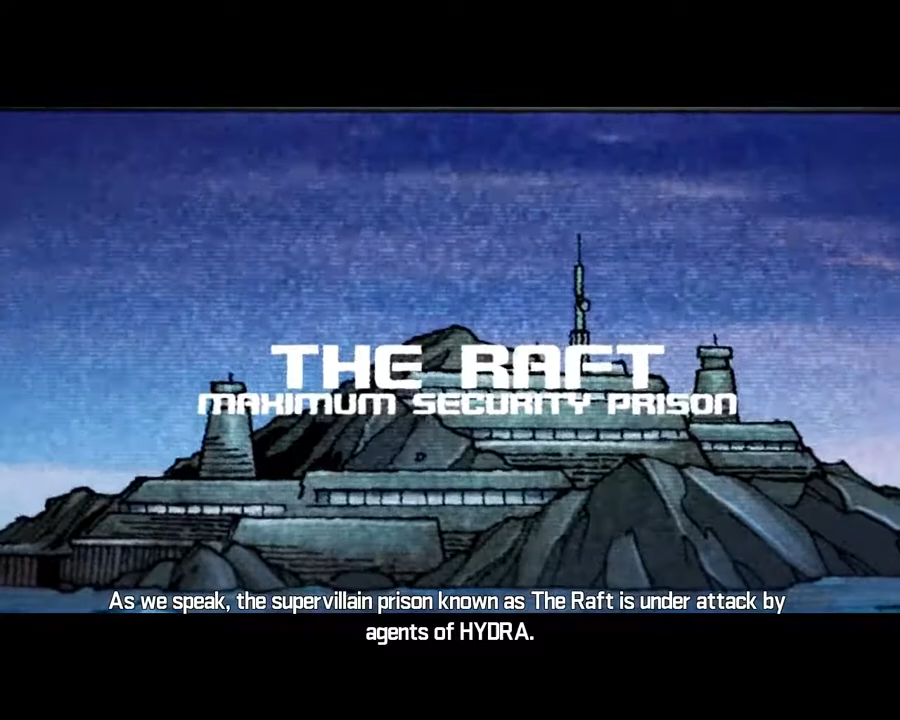 THE RAFT
MAXIMUM SECURITY PRISON
As we speak, the supervillain prison known as The Raft is under attack by
agents of HYDRA.